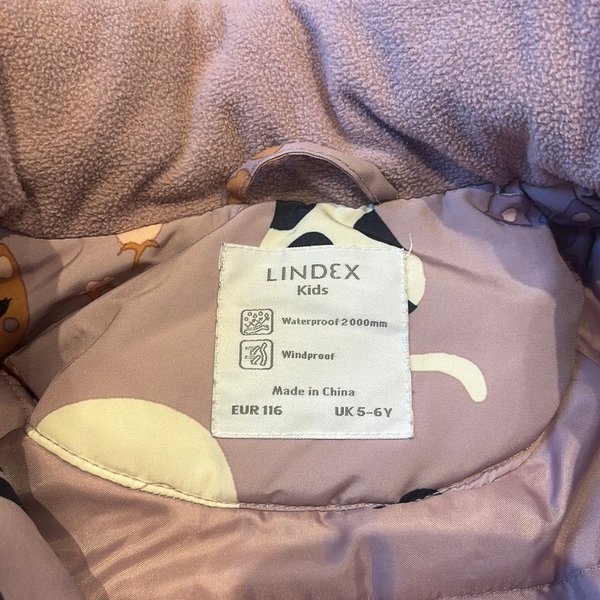 LINDEX
Kids
Waterproof 2000mm
Windproof
Made in China
EUR 116 UK 5-6Y